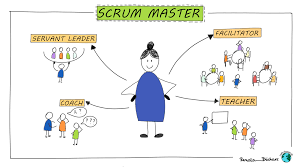 SCRUM MASTER
SERVANT LEADER
FACILITATOR
COACH
TEACHER
???